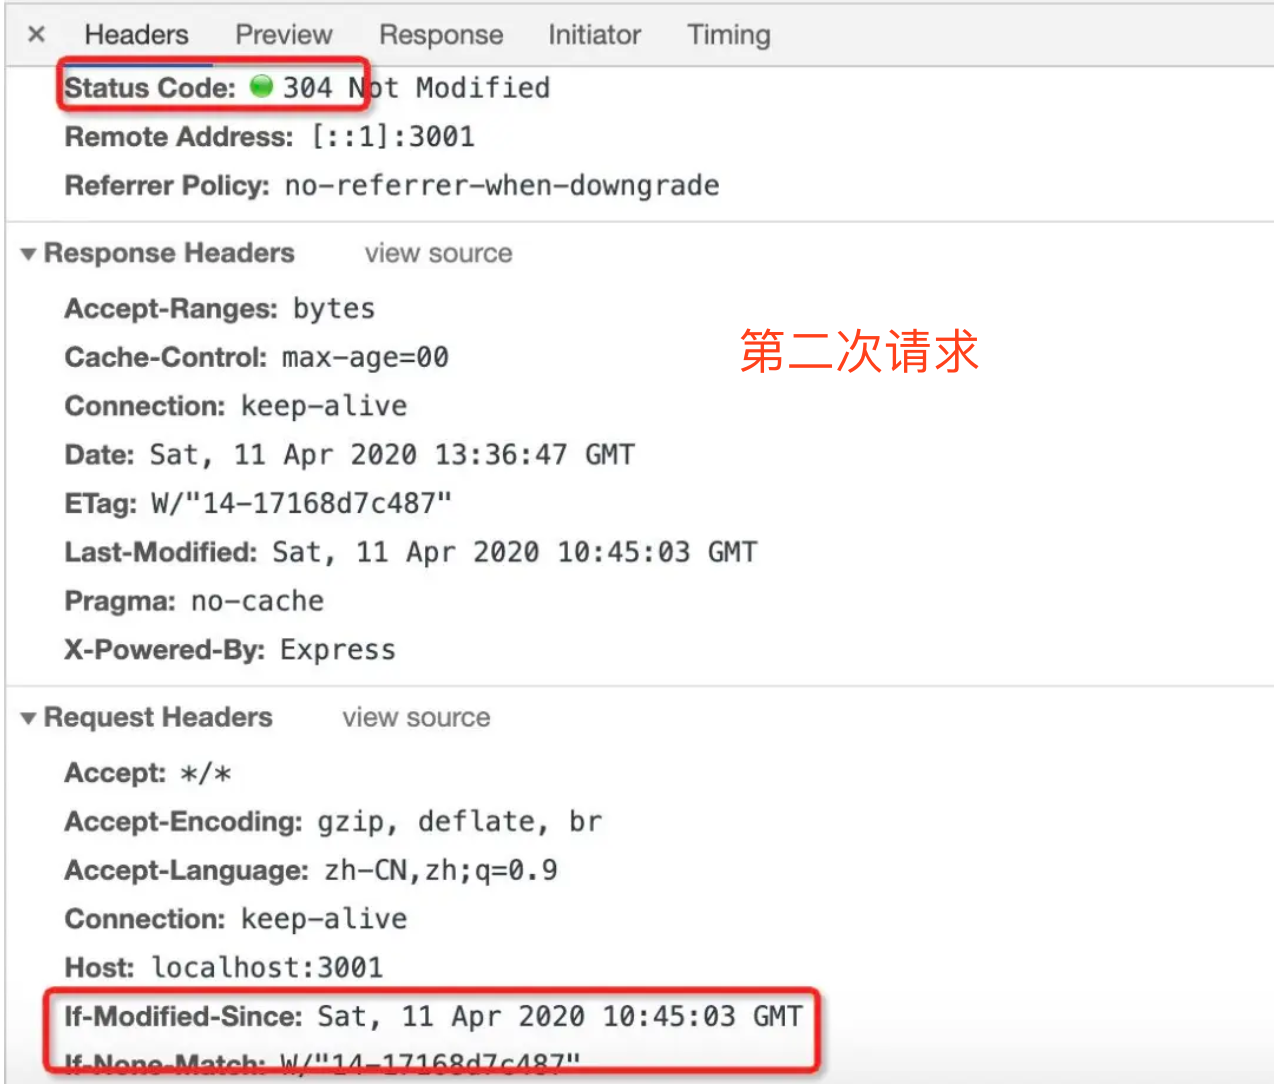 × Headers Preview Response Initiator Timing
Status Code: 304 Not Modified
Remote Address: [::1]:3001
Referrer Policy: no-referrer-when-downgrade
▼ Response Headers view source
Accept-Ranges: bytes
第二次请求
Cache-Control: max-age=00
Connection: keep-alive
Date: Sat, 11 Apr 2020 13:36:47 GMT
ETag: W/"14-17168d7c487"
Last-Modified: Sat, 11 Apr 2020 10:45:03 GMT
Pragma: no-cache
X-Powered-By: Express
▼ Request Headers view source
Accept: */*
Accept-Encoding: gzip, deflate, br
Accept-Language: zh-CN,zh;q=0.9
Connection: keep-alive
Host: localhost:3001
If-Modified-Since: Sat, 11 Apr 2020 10:45:03 GMT
If-None-Match: W/"14-17168d7c487"